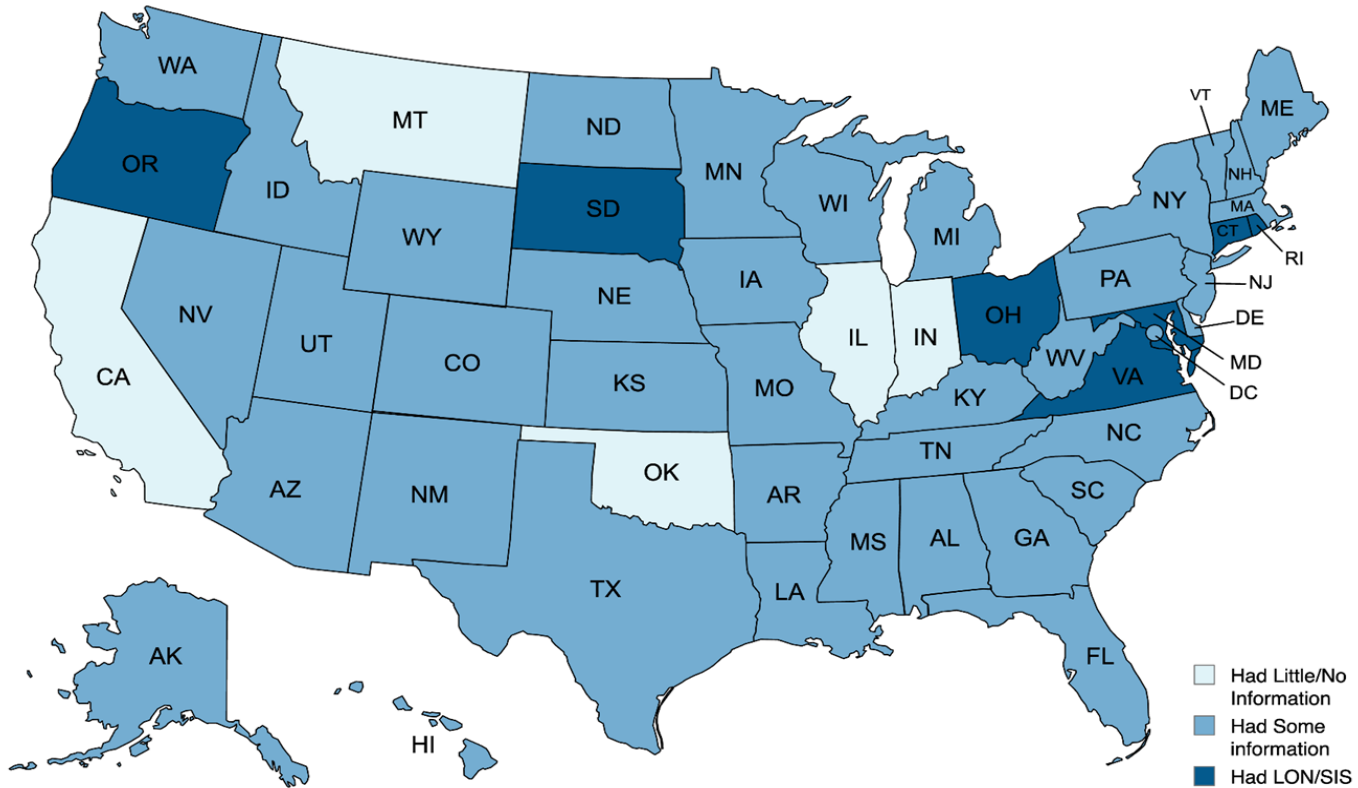 WA
MT
ND
MN
VT
ME
OR
ID
SD
WI
NH
NY
MA
WY
MI
CT
RI
IA
PA
NJ
NE
NV
OH
DE
UT
IL
IN
CO
WV
MD
CA
KS
MO
VA
DC
KY
NC
TN
OK
AZ
NM
AR
SC
MS
AL
GA
TX
LA
AK
FL
HI
Had Little/No
Information
Had Some
information
Had LON/SIS